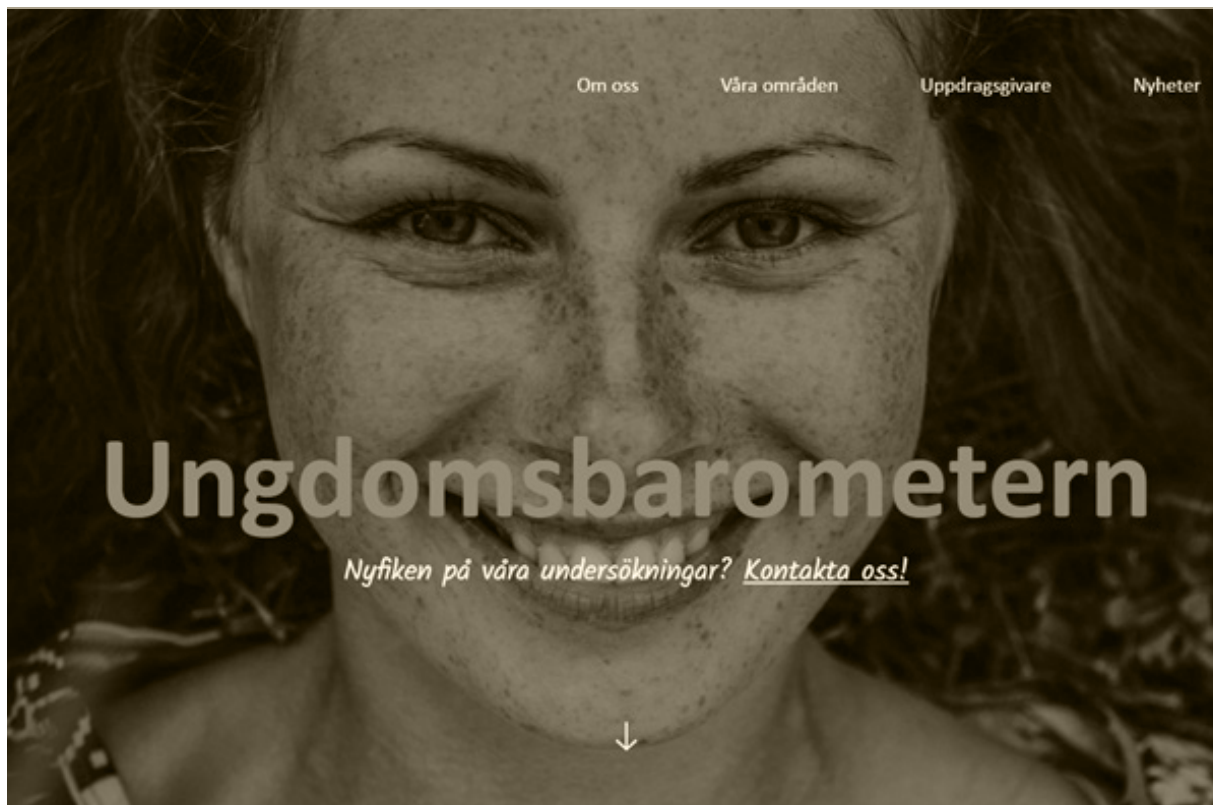 Om oss Våra områden Uppdragsgivare Nyheter
Ungdomsbarometern
Nyfiken på våra undersökningar? Kontakta oss!